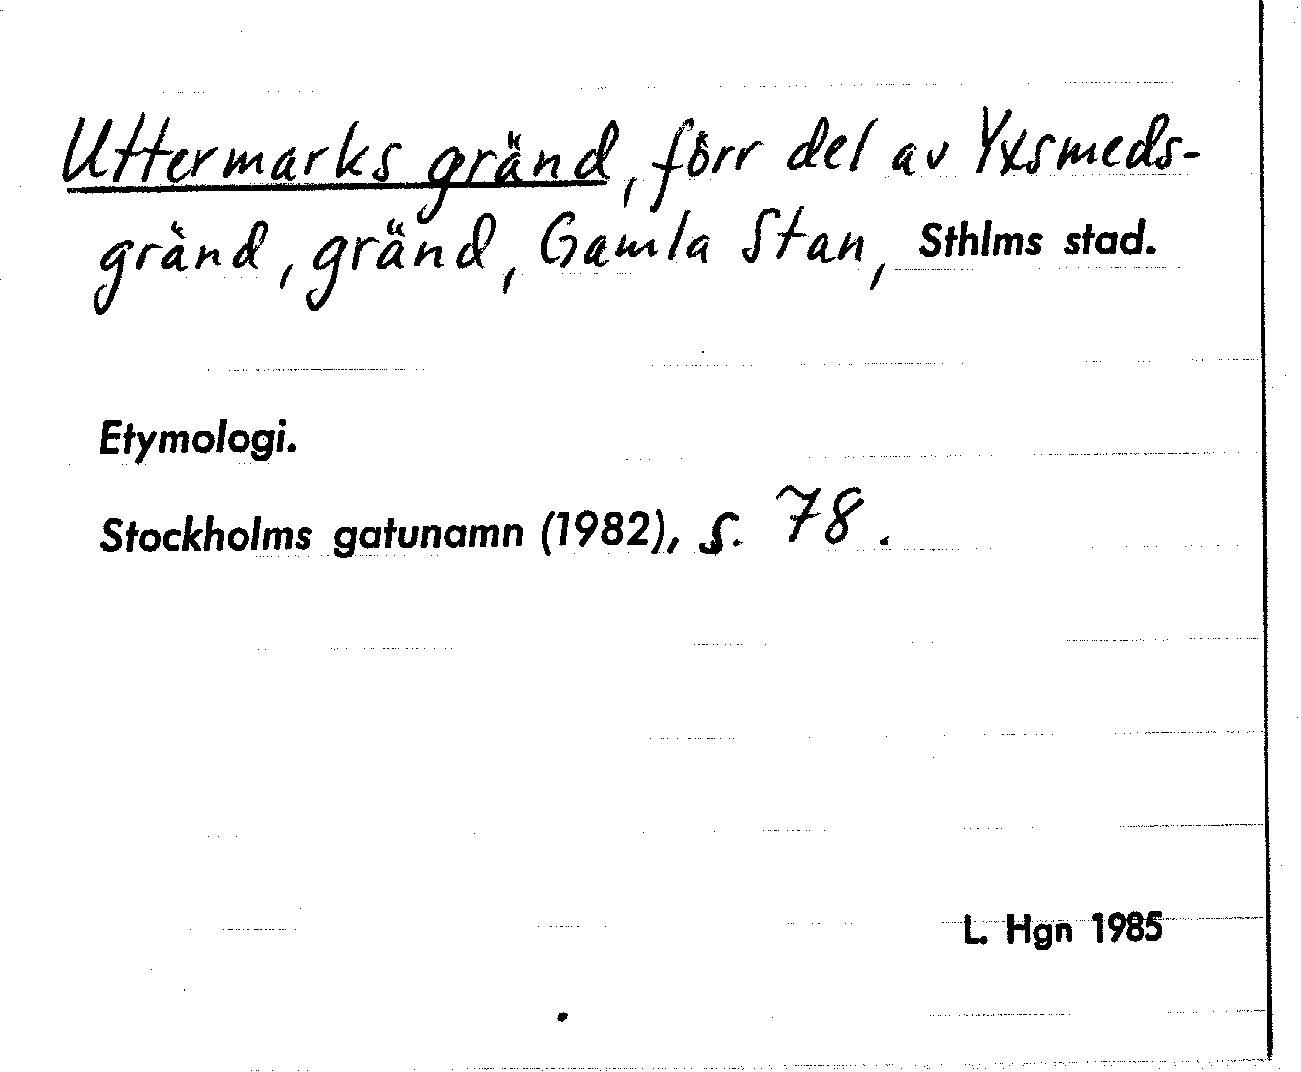 Uttermarks gränd, förr del av Yxsmeds-
gränd, gränd, Gamla Stan, Sthlms stad.
Etymologi.
Stockholms gatunamn (1982), s. 78.
L. Hgn 1985